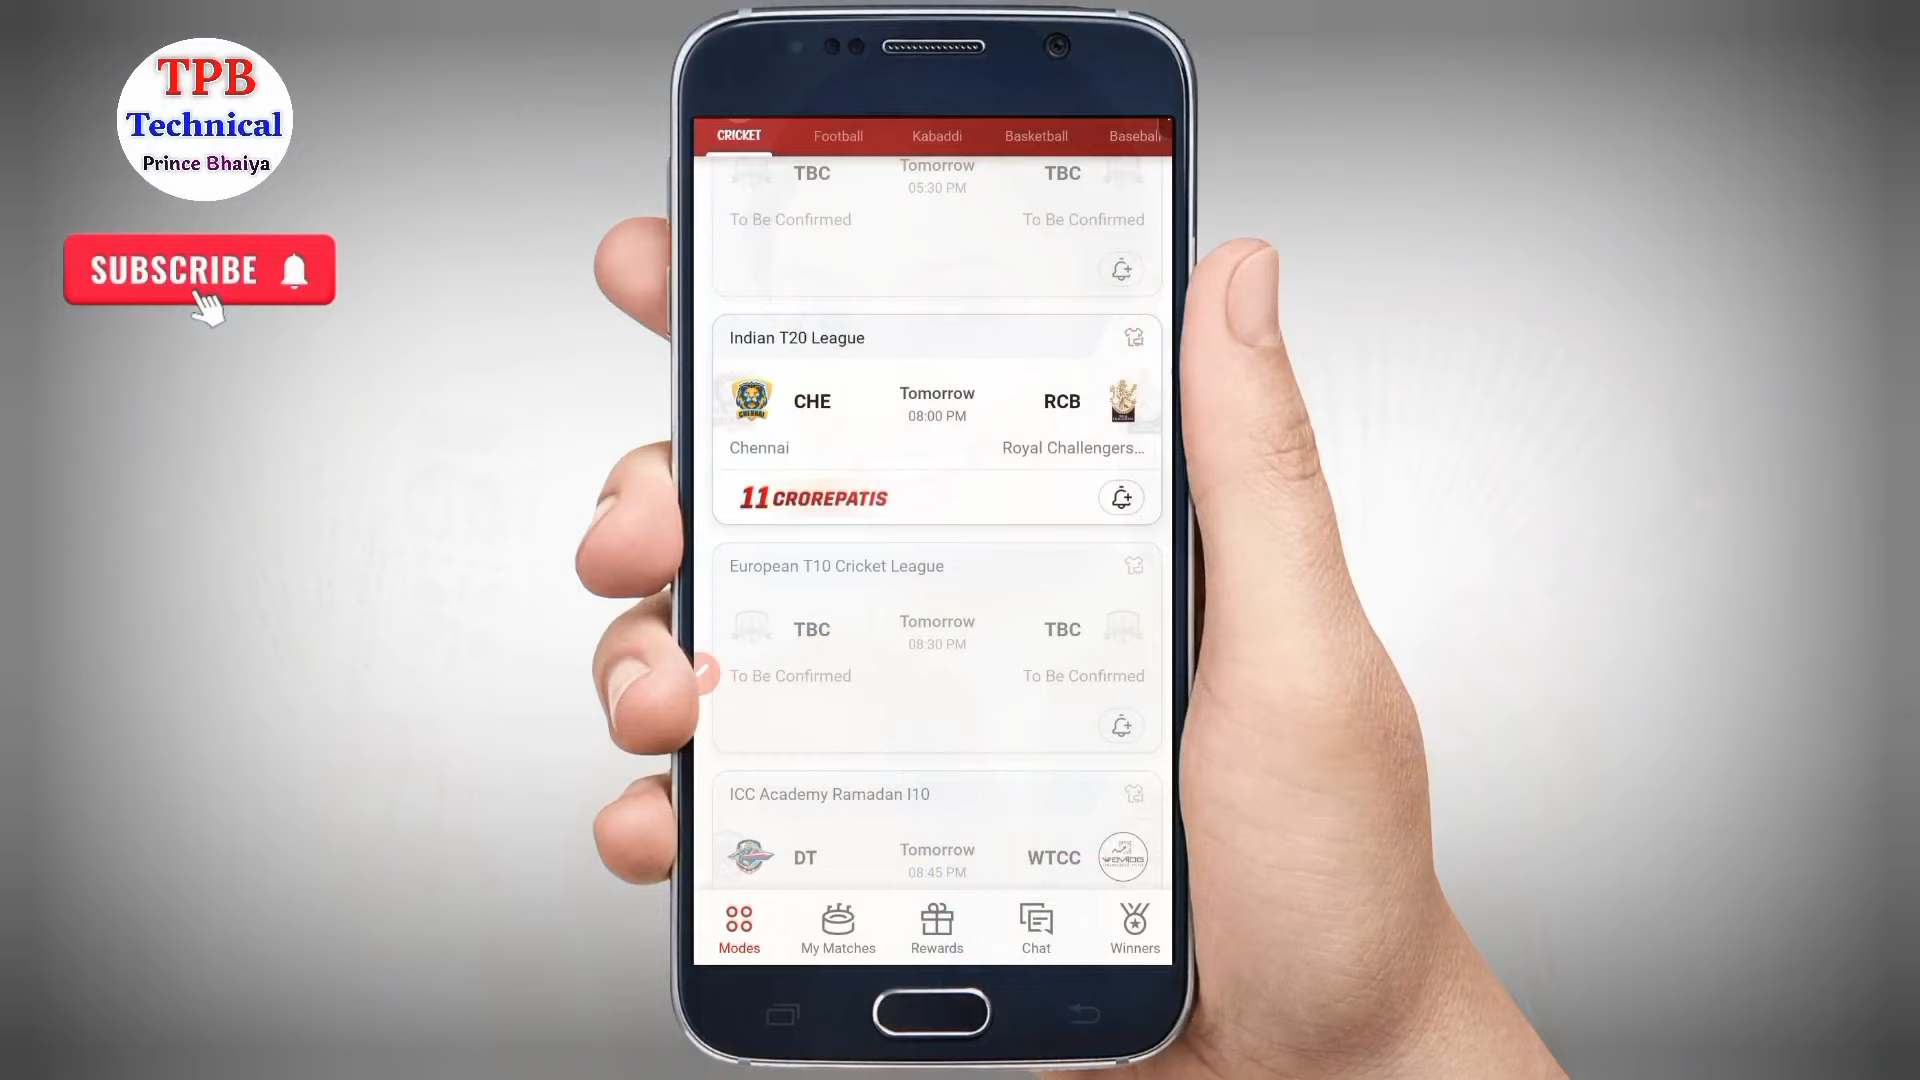 TPB
Technical
Prince Bhaiya
SUBSCRIBE
CRICKET Football Kabaddi Basketball Baseball
TBC Tomorrow TBC
05:30 PM
To Be Confirmed To Be Confirmed
Indian T20 League
CHE Tomorrow RCB
08:00 PM
Chennai Royal Challengers...
11 CROREPATIS
European T10 Cricket League
TBC Tomorrow TBC
08:30 PM
To Be Confirmed To Be Confirmed
ICC Academy Ramadan I10
DT Tomorrow WTCC
08:45 PM
Modes My Matches Rewards Chat Winners